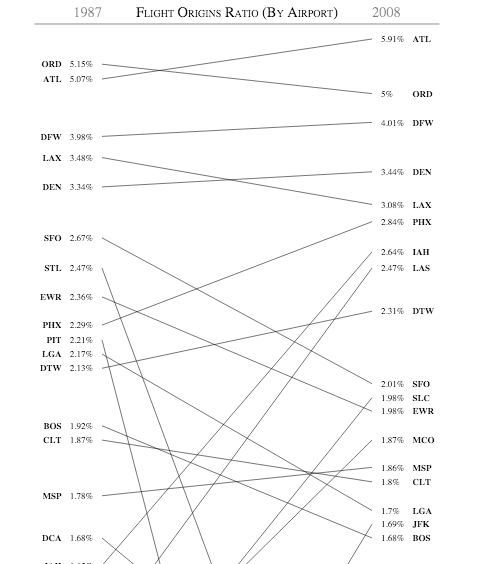 1987 Flight Origins Ratio (By Airport) 2008
5.91% ATL
ORD 5.15%
ATL 5.07%
5% ORD
4.01% DFW
DFW 3.98%
LAX 3.48%
3.44% DEN
DEN 3.34%
3.08% LAX
2.84% PHX
SFO 2.67%
2.64% IAH
STL 2.47%
2.47% LAS
EWR 2.36%
2.31% DTW
PHX 2.29%
PIT 2.21%
LGA 2.17%
DTW 2.13%
2.01% SFO
1.98% SLC
1.98% EWR
BOS 1.92%
CLT 1.87%
1.87% MCO
1.86% MSP
1.8% CLT
MSP 1.78%
1.7% LGA
1.69% JFK
DCA 1.68%
1.68% BOS